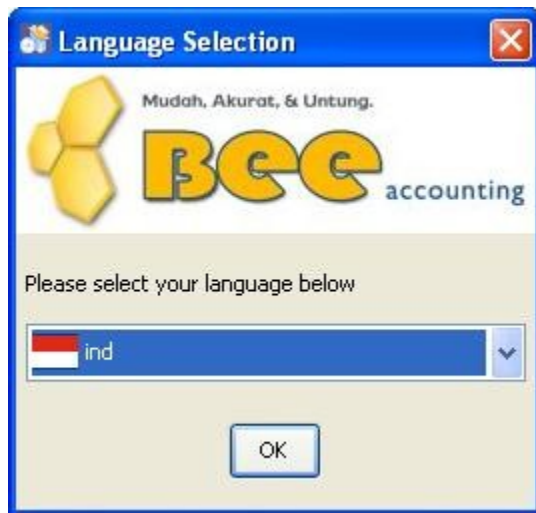 Language Selection
Mudah, Akurat, & Untung.
Bee
accounting
Please select your language below
ind
OK